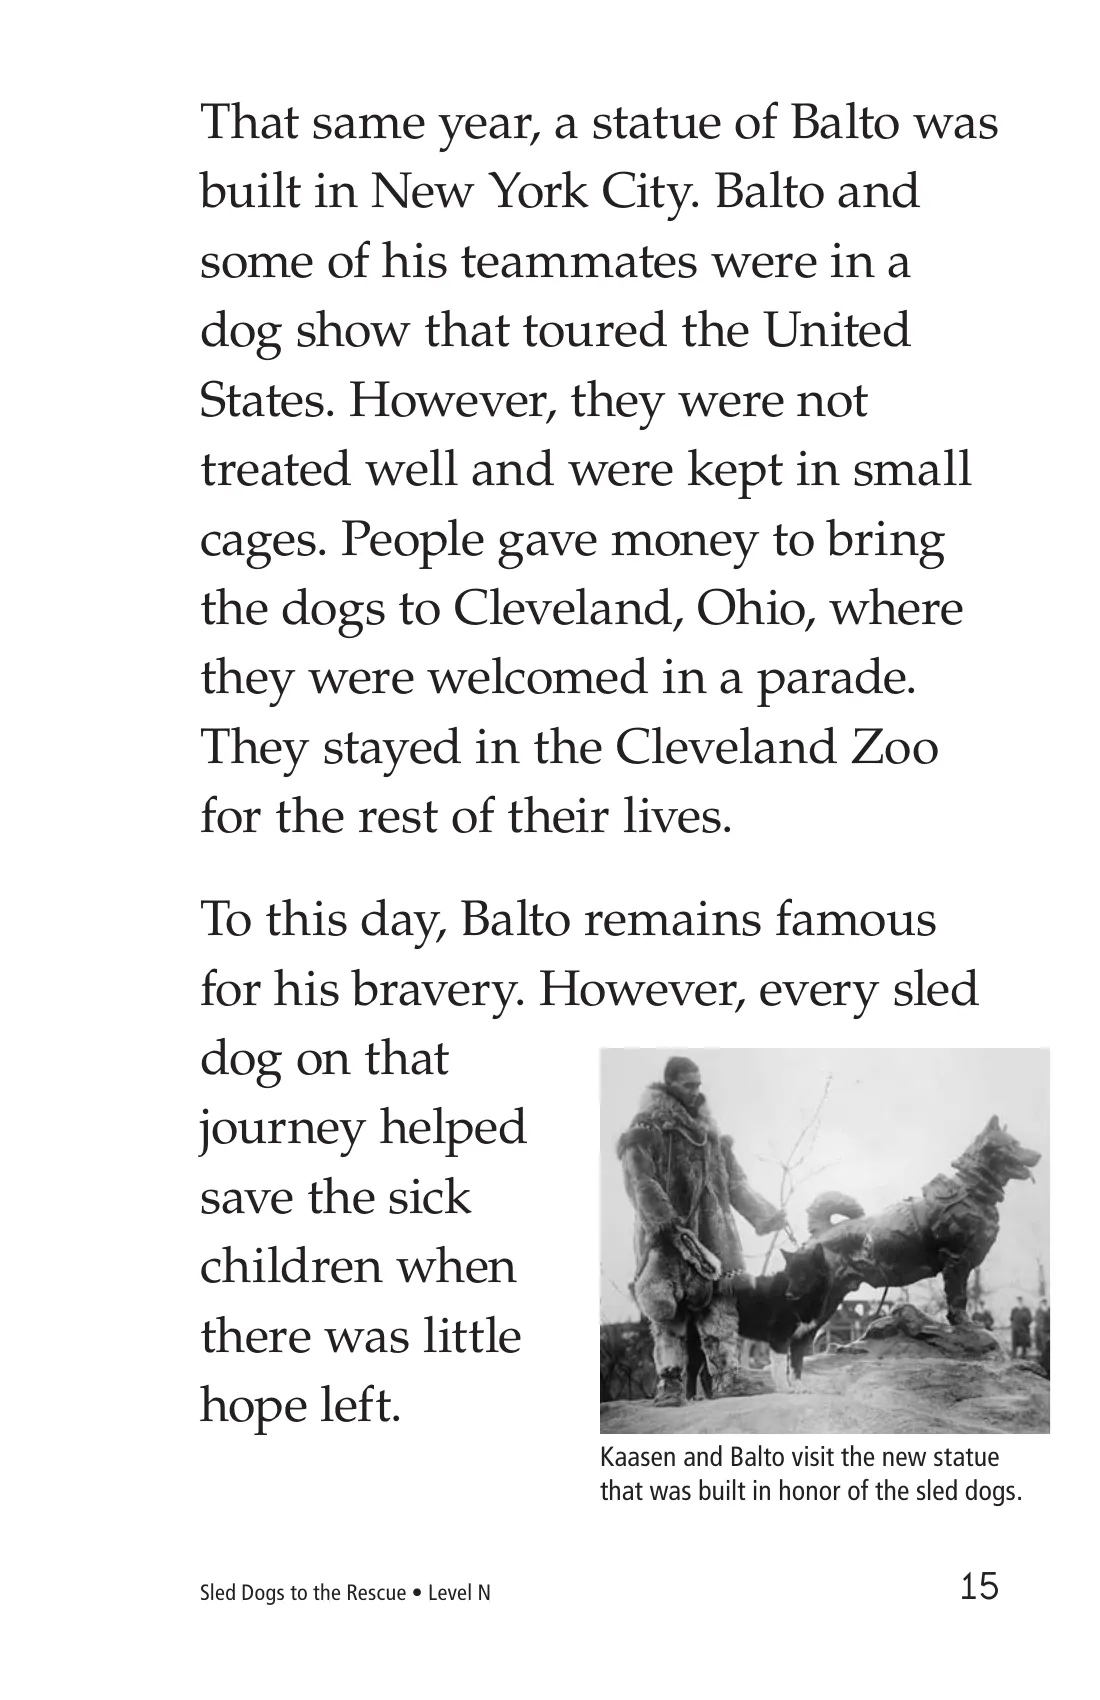 That same year, a statue of Balto was
built in New York City. Balto and
some of his teammates were in a
dog show that toured the United
States. However, they were not
treated well and were kept in small
cages. People gave money to bring
the dogs to Cleveland, Ohio, where
they were welcomed in a parade.
They stayed in the Cleveland Zoo
for the rest of their lives.
To this day, Balto remains famous
for his bravery. However, every sled
dog on that
journey helped
save the sick
children when
there was little
hope left.
Kaasen and Balto visit the new statue
that was built in honor of the sled dogs.
Sled Dogs to the Rescue • Level N
15